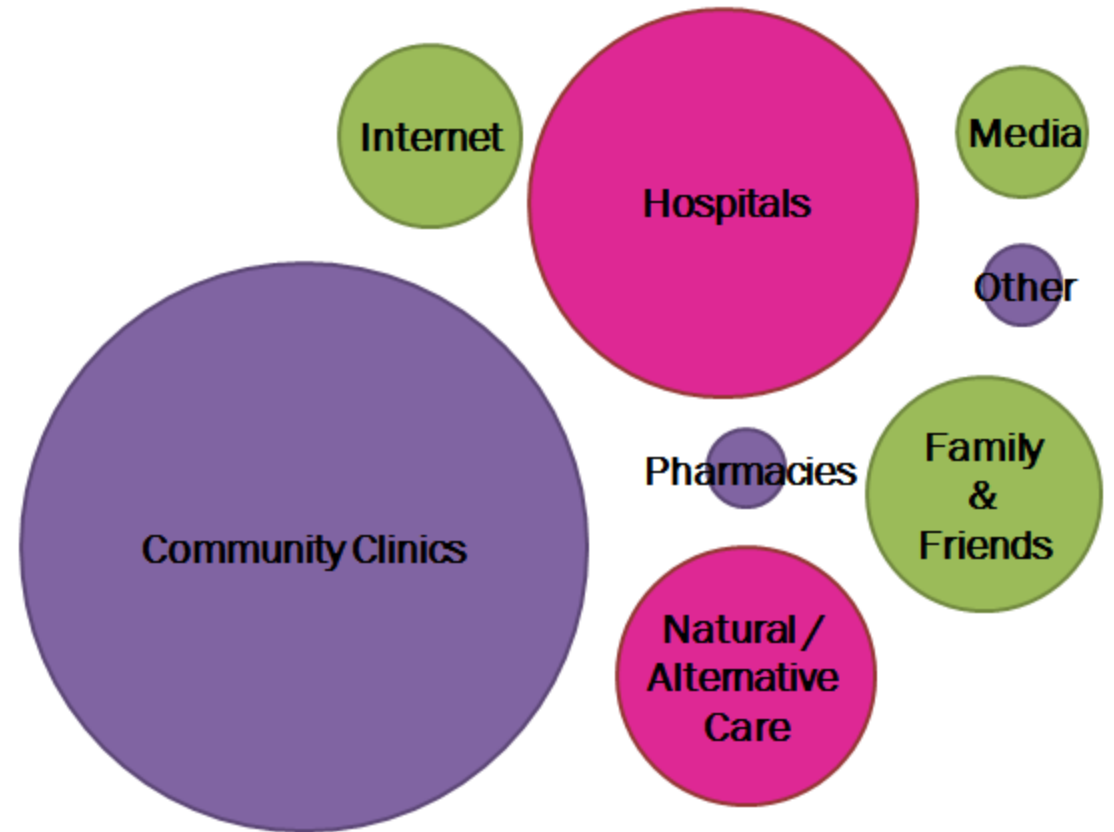 Internet
Hospitals
Media
Other
Family
&
Friends
Pharmacies
Community Clinics
Natural /
Alternative
Care